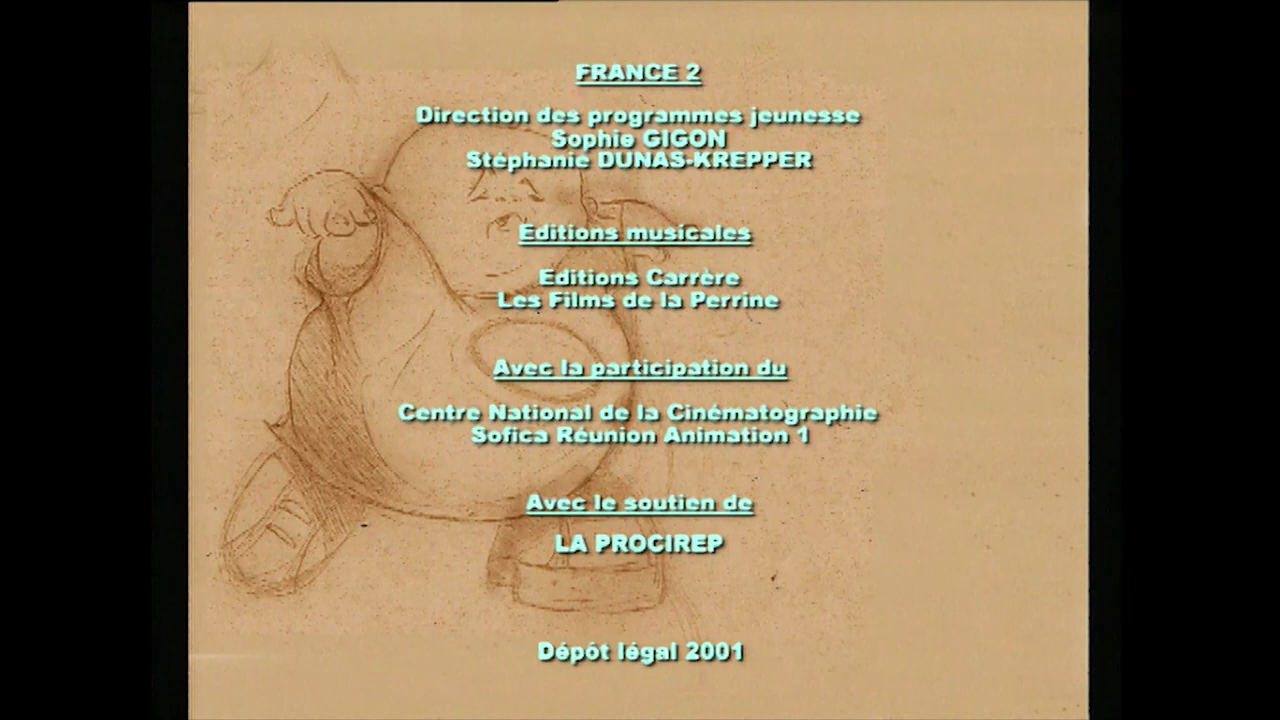 FRANCE 2
Direction des programmes jeunesse
Sophie GIGON
Stéphanie DUNAS-KREPPER
Editions musicales
Editions Carrère
Les Films de la Perrine
Avec la participation du
Centre National de la Cinématographie
Sofica Réunion Animation 1
Avec le soutien de
LA PROCIREP
Dépôt légal 2001